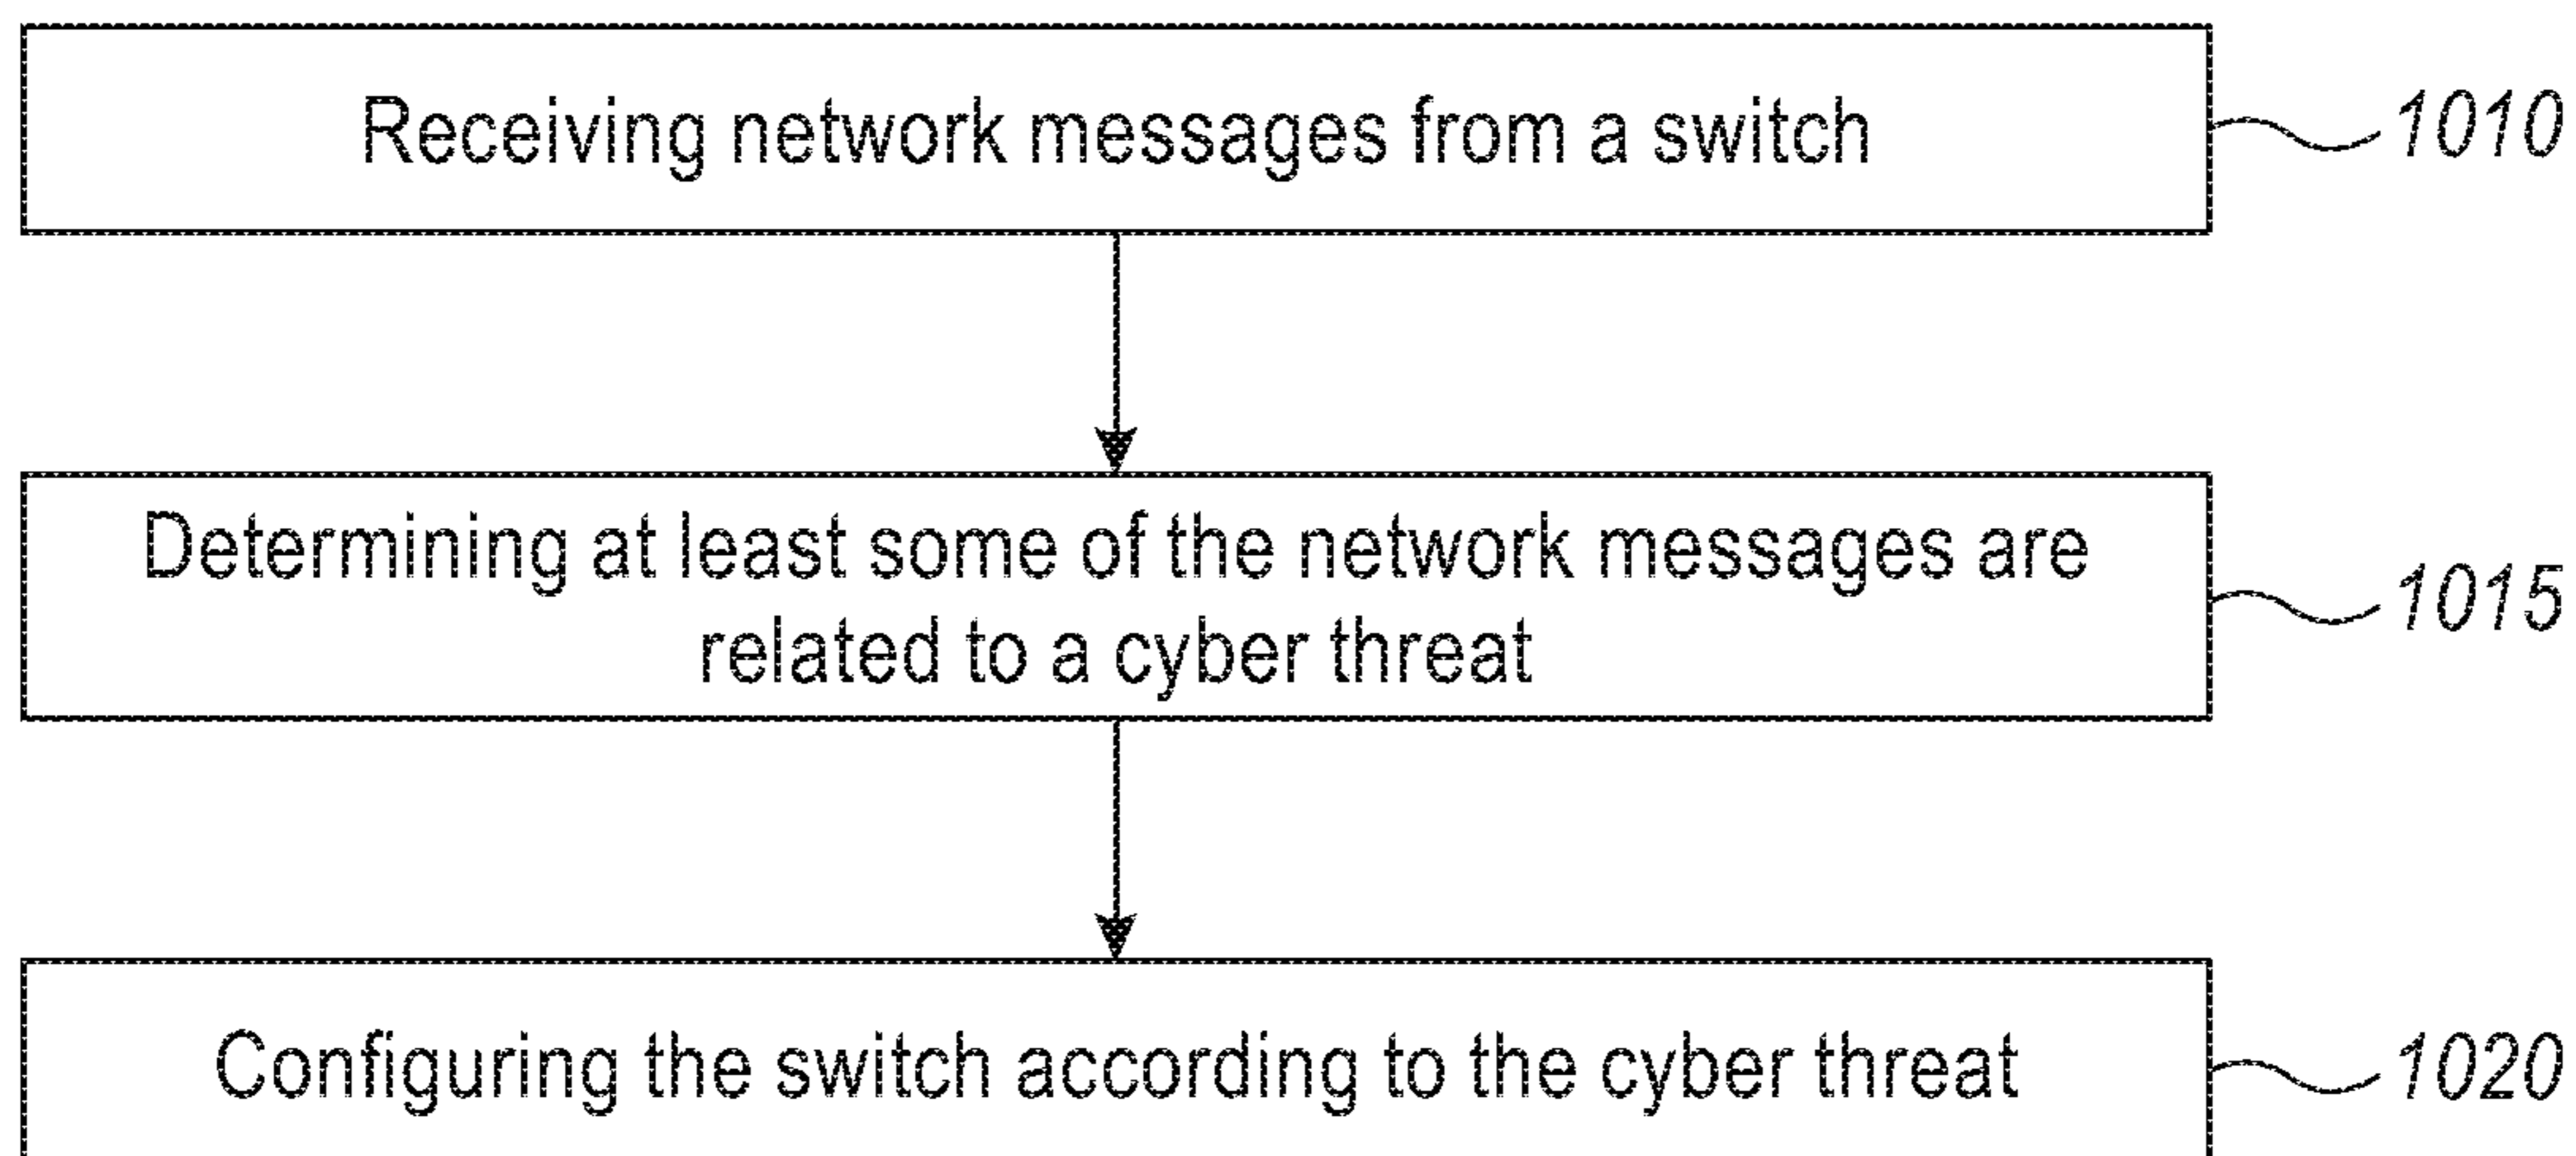 Receiving network messages from a switch
1010
Determining at least some of the network messages are
related to a cyber threat
1015
Configuring the switch according to the cyber threat
1020